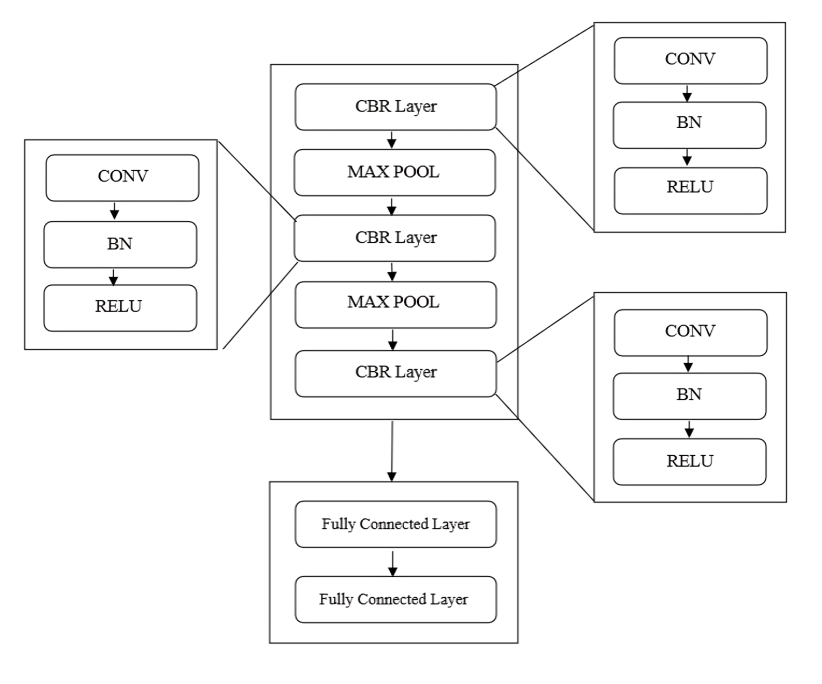 CBR Layer
MAX POOL
CBR Layer
MAX POOL
CBR Layer
CONV
BN
RELU
CONV
BN
RELU
CONV
BN
RELU
Fully Connected Layer
Fully Connected Layer